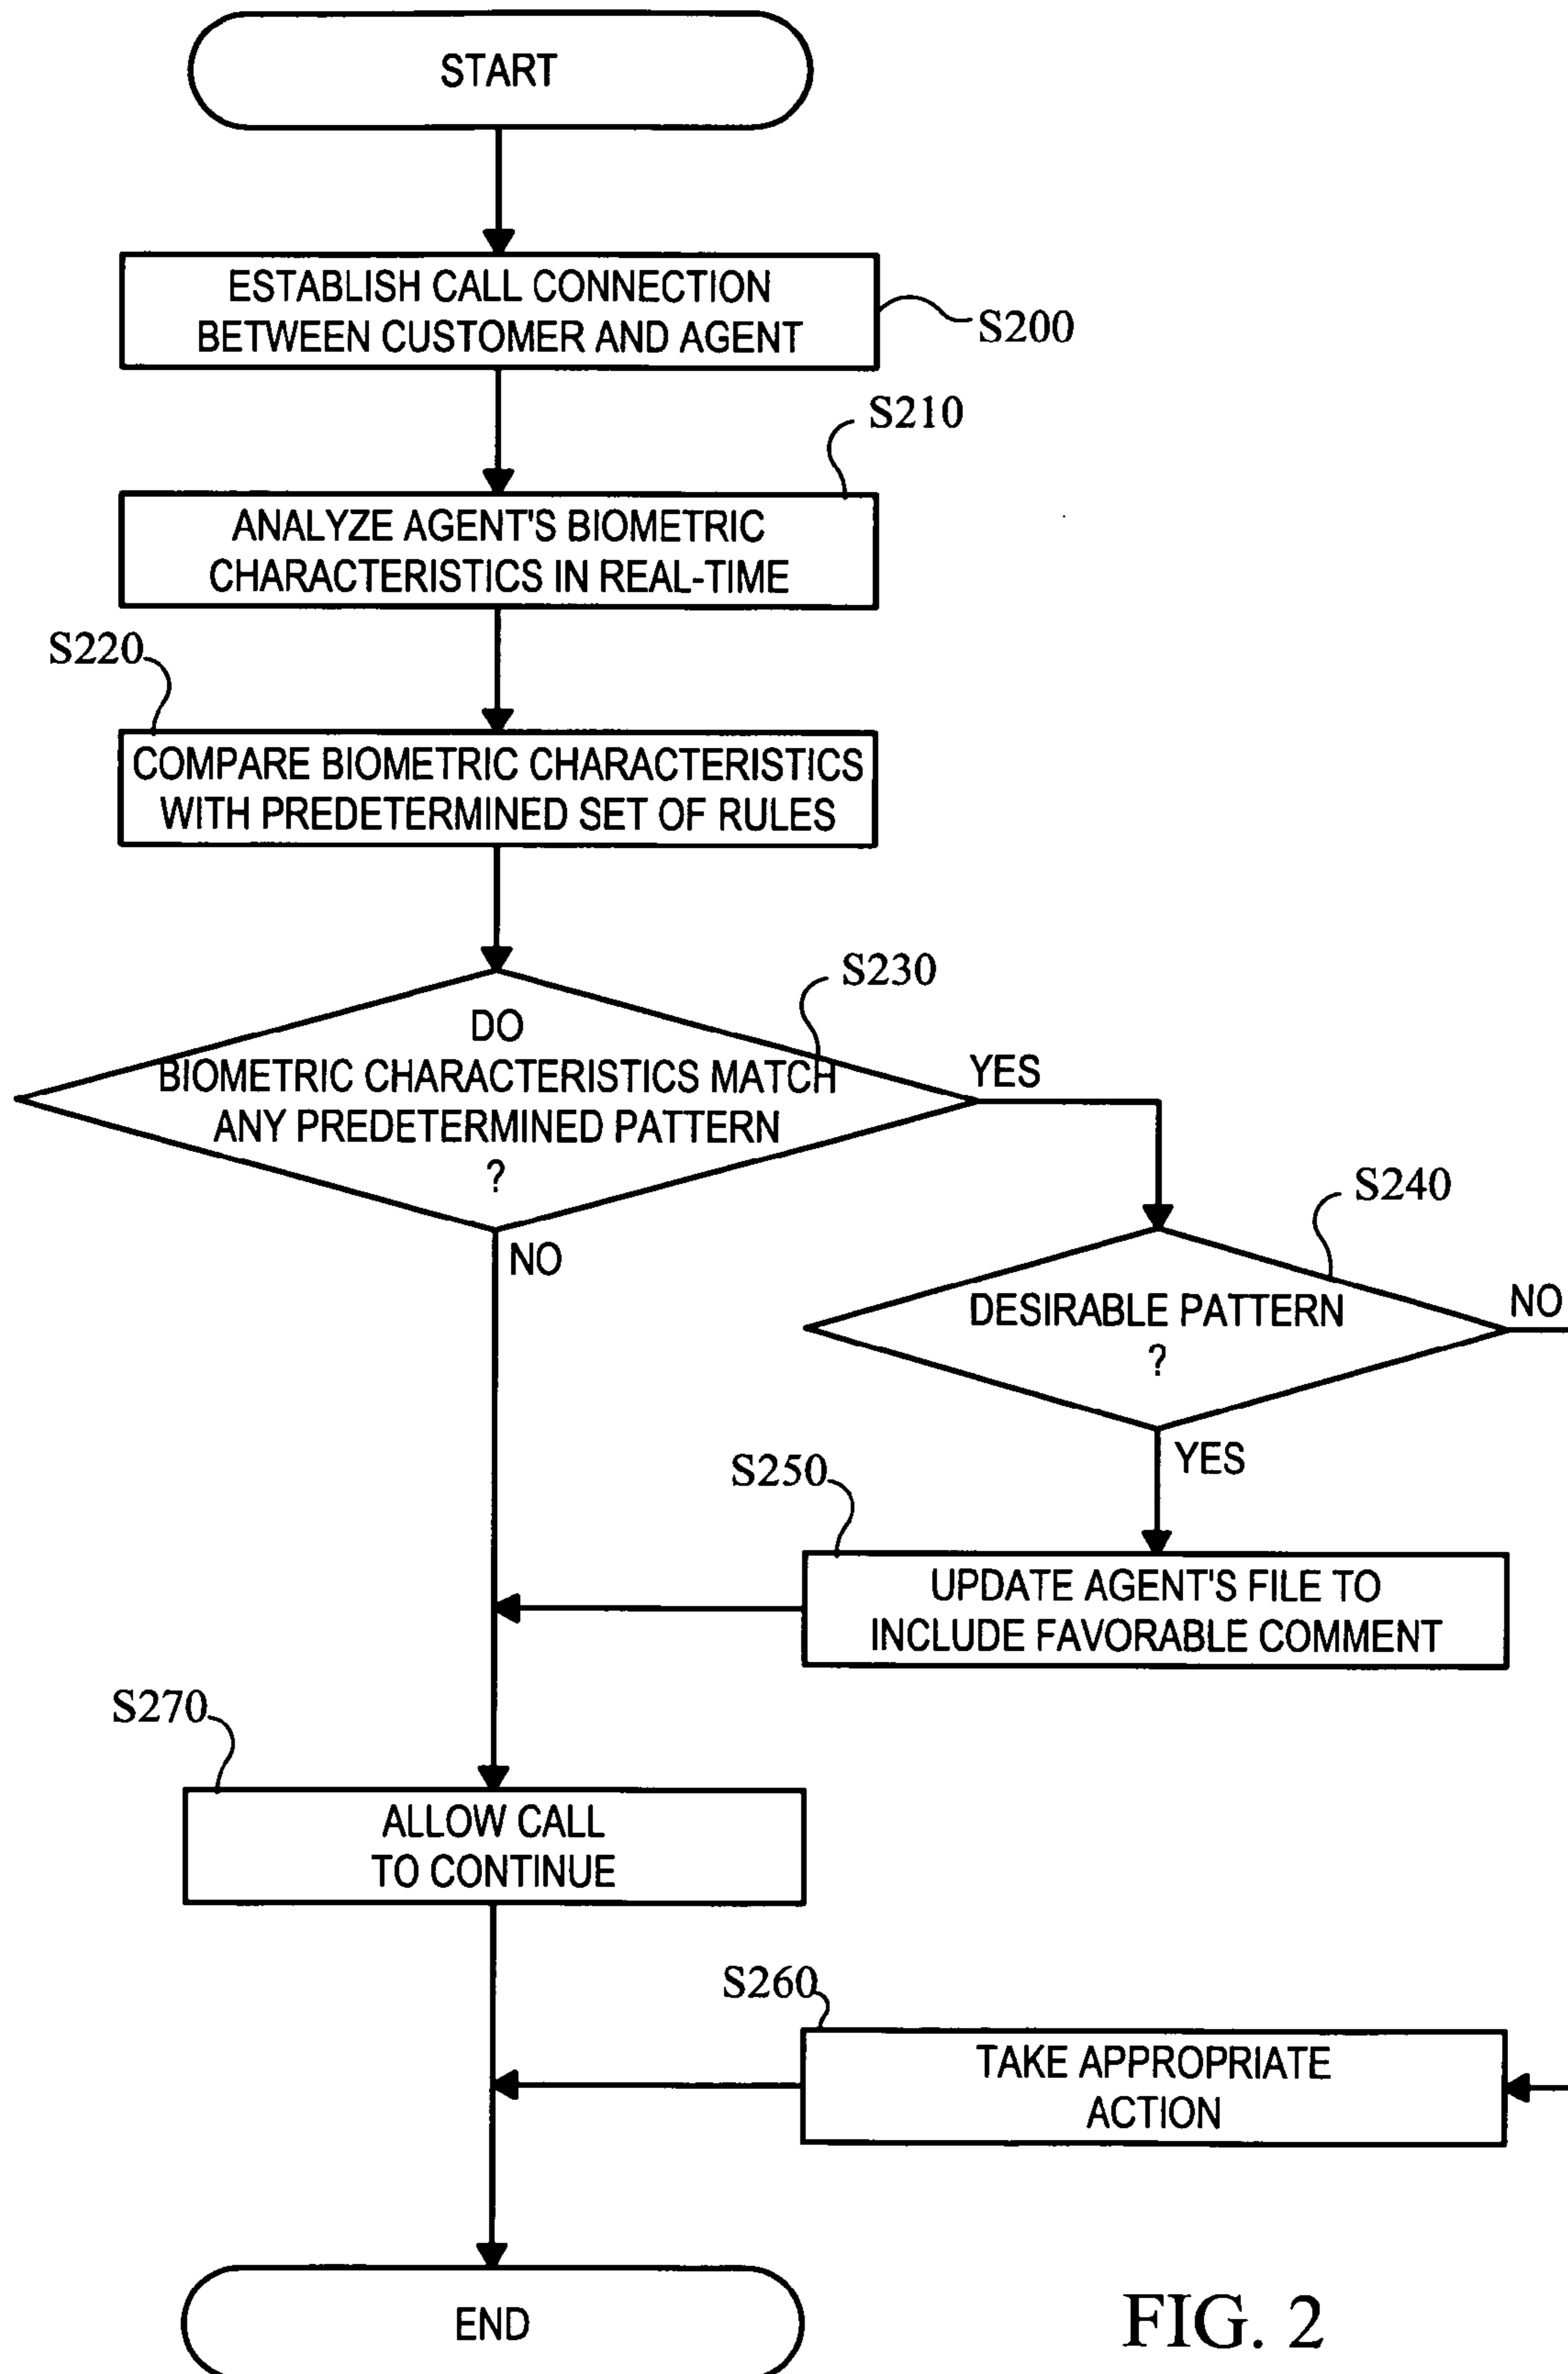 START
ESTABLISH CALL CONNECTION
BETWEEN CUSTOMER AND AGENT
S200
S210
ANALYZE AGENT'S BIOMETRIC
CHARACTERISTICS IN REAL-TIME
S220
COMPARE BIOMETRIC CHARACTERISTICS
WITH PREDETERMINED SET OF RULES
S230
DO
BIOMETRIC CHARACTERISTICS MATCH
ANY PREDETERMINED PATTERN
?
YES
NO
S240
DESIRABLE PATTERN
?
NO
YES
S250
UPDATE AGENT'S FILE TO
INCLUDE FAVORABLE COMMENT
S270
ALLOW CALL
TO CONTINUE
S260
TAKE APPROPRIATE
ACTION
END
FIG. 2